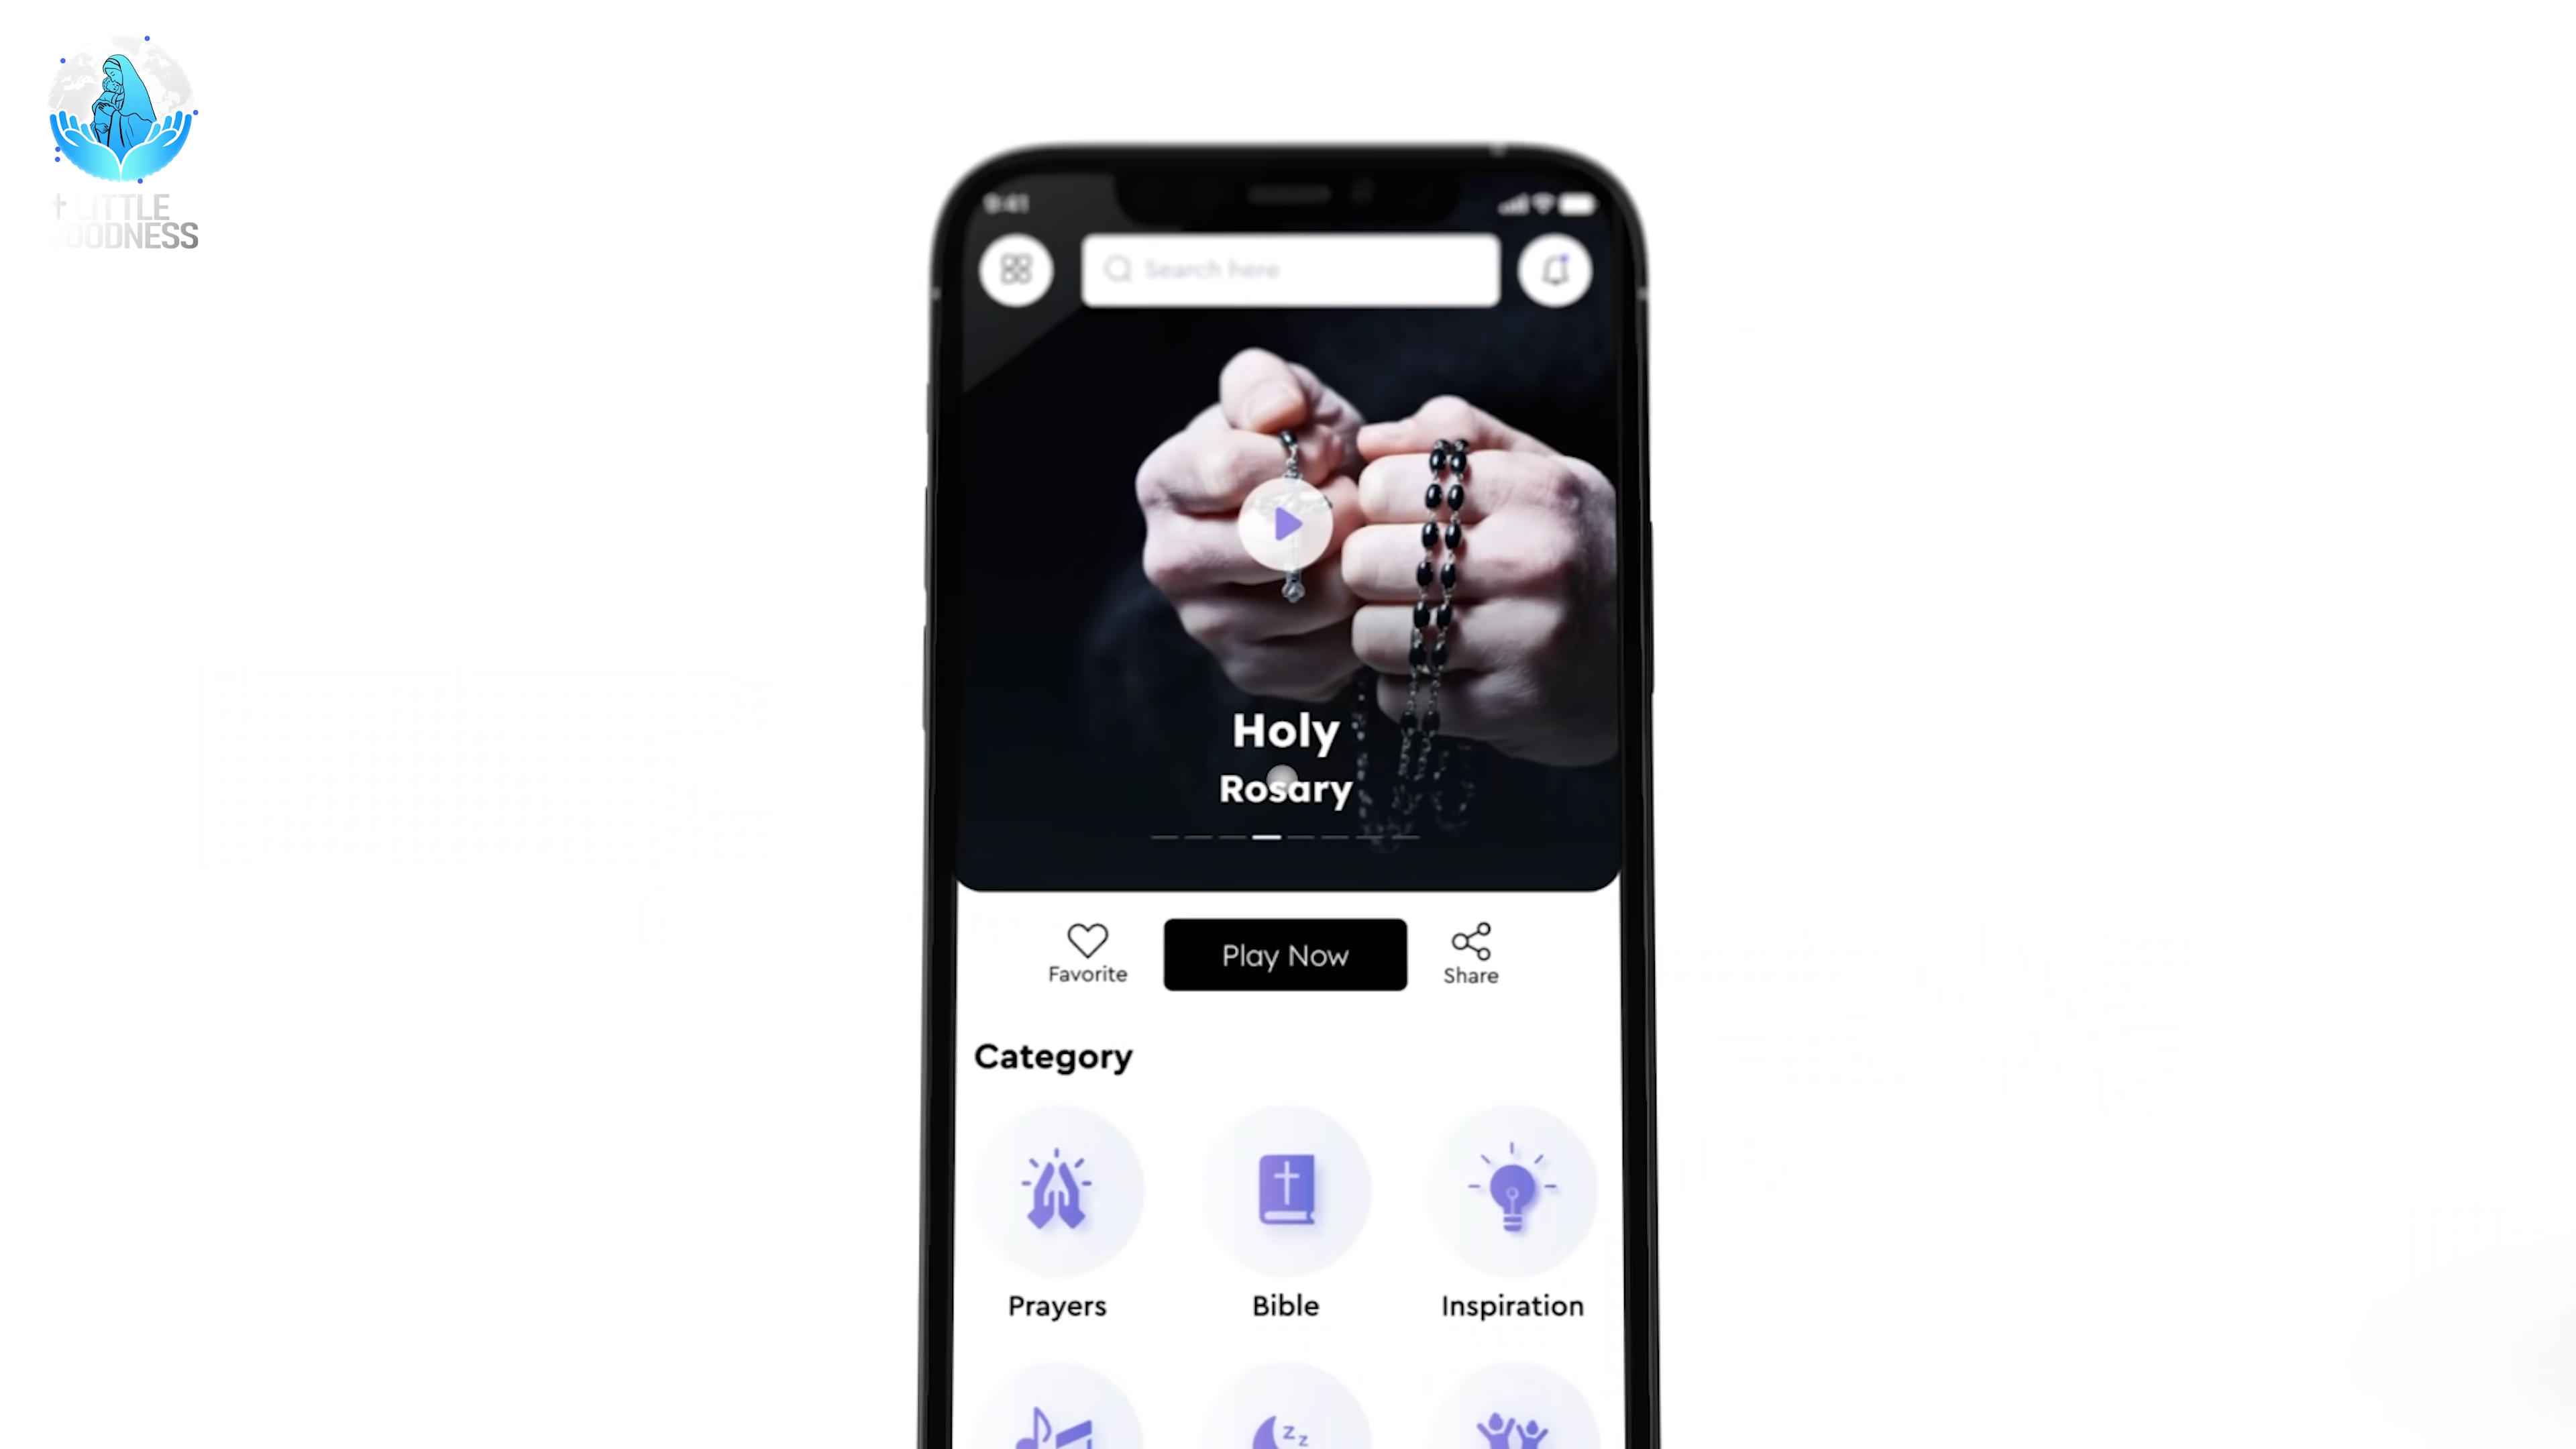 ✝ LITTLE
GOODNESS
9:41
Search here
Holy
Rosary
Favorite
Play Now
Share
Category
Prayers
Bible
Inspiration
z z